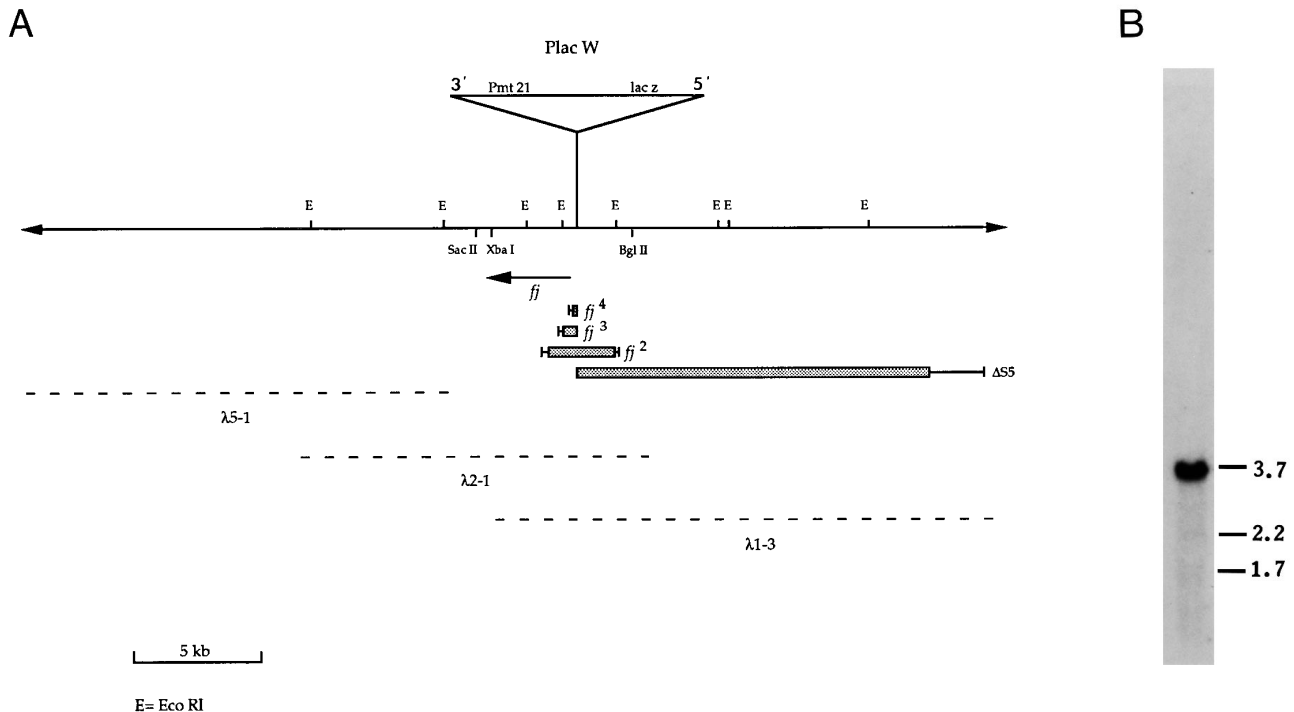 A
B
Plac W
3'
Pmt 21
lac z
5'
E
E
E
E
E
E E
E
Sac II
Xba I
Bgl II
fj
fj 4
fj 3
fj 2
ΔS5
λ5-1
λ2-1
λ1-3
5 kb
E= Eco RI
3.7
2.2
1.7